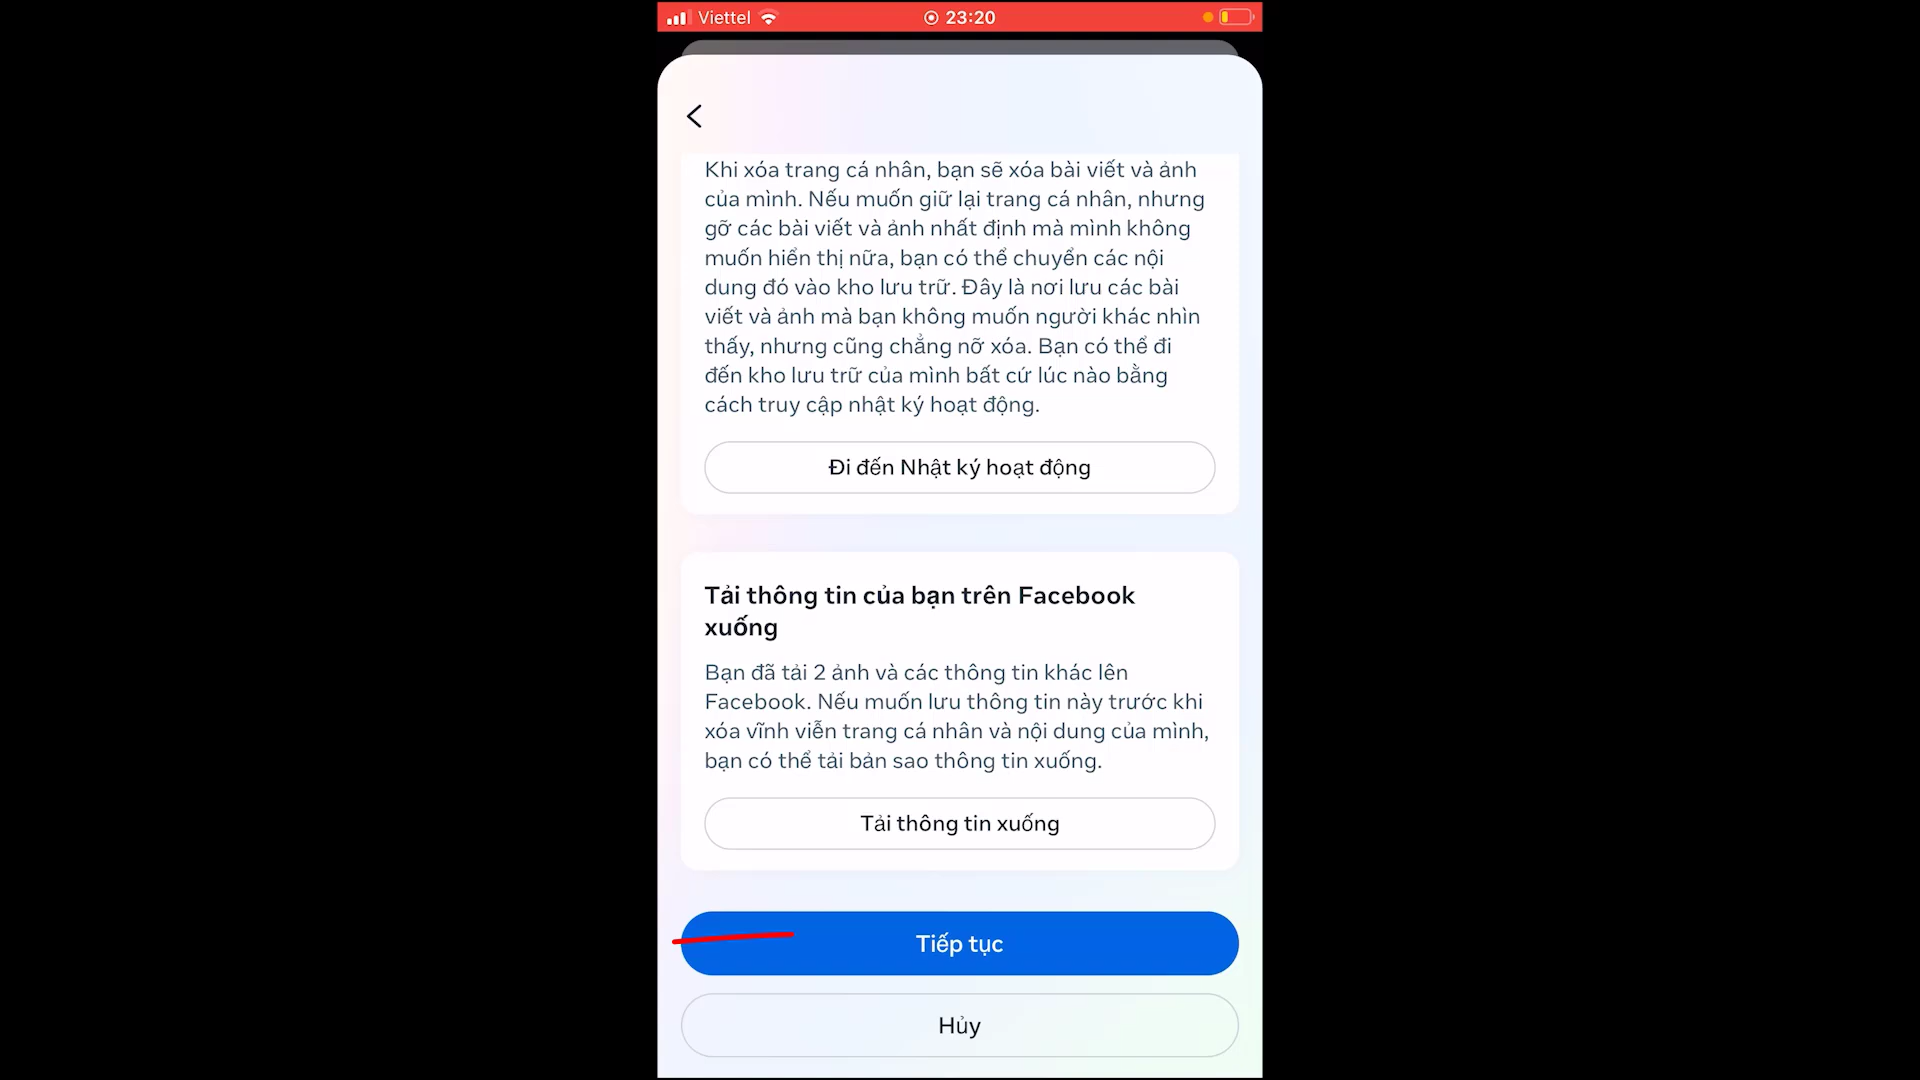 Viettel 23:20
Khi xóa trang cá nhân, bạn sẽ xóa bài viết và ảnh
của mình. Nếu muốn giữ lại trang cá nhân, nhưng
gỡ các bài viết và ảnh nhất định mà mình không
muốn hiển thị nữa, bạn có thể chuyển các nội
dung đó vào kho lưu trữ. Đây là nơi lưu các bài
viết và ảnh mà bạn không muốn người khác nhìn
thấy, nhưng cũng chẳng nỡ xóa. Bạn có thể đi
đến kho lưu trữ của mình bất cứ lúc nào bằng
cách truy cập nhật ký hoạt động.
Đi đến Nhật ký hoạt động
Tải thông tin của bạn trên Facebook
xuống
Bạn đã tải 2 ảnh và các thông tin khác lên
Facebook. Nếu muốn lưu thông tin này trước khi
xóa vĩnh viễn trang cá nhân và nội dung của mình,
bạn có thể tải bản sao thông tin xuống.
Tải thông tin xuống
Tiếp tục
Hủy